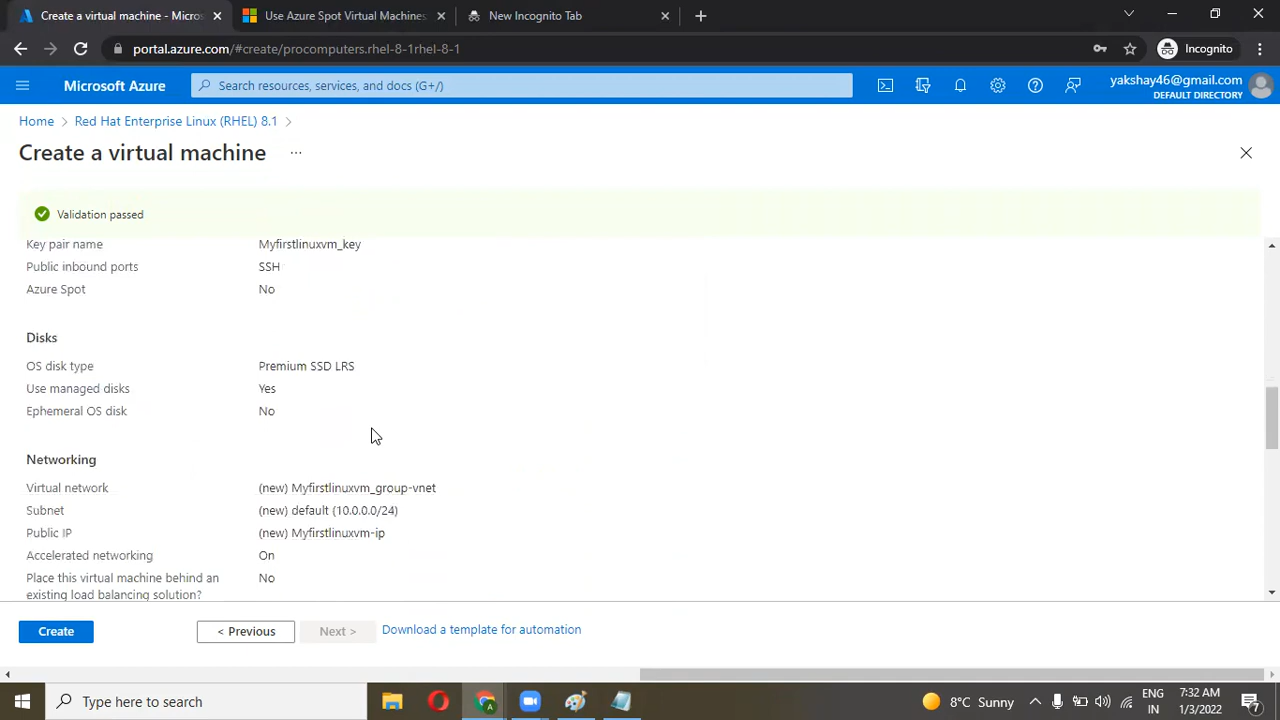 Create a virtual machine - Micros
Use Azure Spot Virtual Machines
New Incognito Tab
portal.azure.com/#create/procomputers.rhel-8-1rhel-8-1
Incognito
Microsoft Azure
Search resources, services, and docs (G+/)
yakshay46@gmail.com
DEFAULT DIRECTORY
Home > Red Hat Enterprise Linux (RHEL) 8.1 >
Create a virtual machine ...
Validation passed
Key pair name Myfirstlinuxvm_key
Public inbound ports SSH
Azure Spot No
Disks
OS disk type Premium SSD LRS
Use managed disks Yes
Ephemeral OS disk No
Networking
Virtual network (new) Myfirstlinuxvm_group-vnet
Subnet (new) default (10.0.0.0/24)
Public IP (new) Myfirstlinuxvm-ip
Accelerated networking On
Place this virtual machine behind an No
existing load balancing solution?
Create < Previous Next > Download a template for automation
Type here to search
8°C Sunny
ENG
IN
7:32 AM
1/3/2022
7